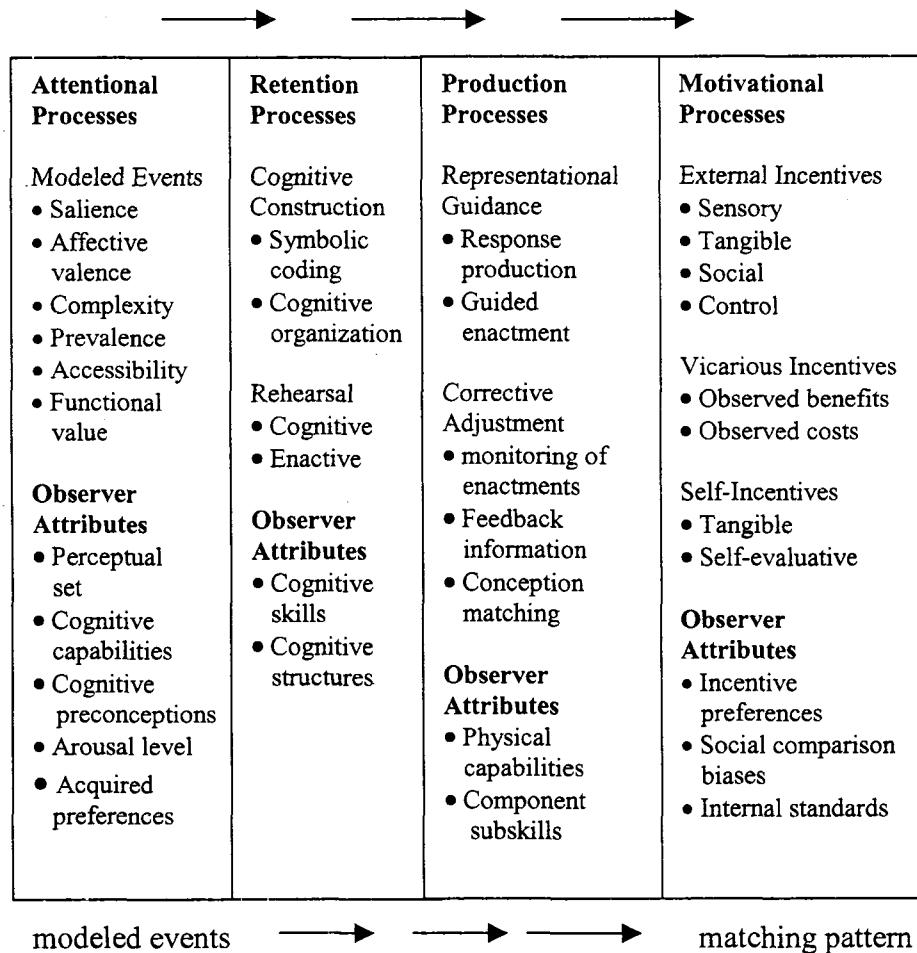 Attentional
Processes
Modeled Events
• Salience
• Affective
valence
• Complexity
• Prevalence
• Accessibility
• Functional
value
Observer
Attributes
• Perceptual
set
• Cognitive
capabilities
• Cognitive
preconceptions
• Arousal level
• Acquired
preferences
Retention
Processes
Cognitive
Construction
• Symbolic
coding
• Cognitive
organization
Rehearsal
• Cognitive
• Enactive
Observer
Attributes
• Cognitive
skills
• Cognitive
structures
Production
Processes
Representational
Guidance
• Response
production
• Guided
enactment
Corrective
Adjustment
• monitoring of
enactments
• Feedback
information
• Conception
matching
Observer
Attributes
• Physical
capabilities
• Component
subskills
Motivational
Processes
External Incentives
• Sensory
• Tangible
• Social
• Control
Vicarious Incentives
• Observed benefits
• Observed costs
Self-Incentives
• Tangible
• Self-evaluative
Observer
Attributes
• Incentive
preferences
• Social comparison
biases
• Internal standards
modeled events
matching pattern